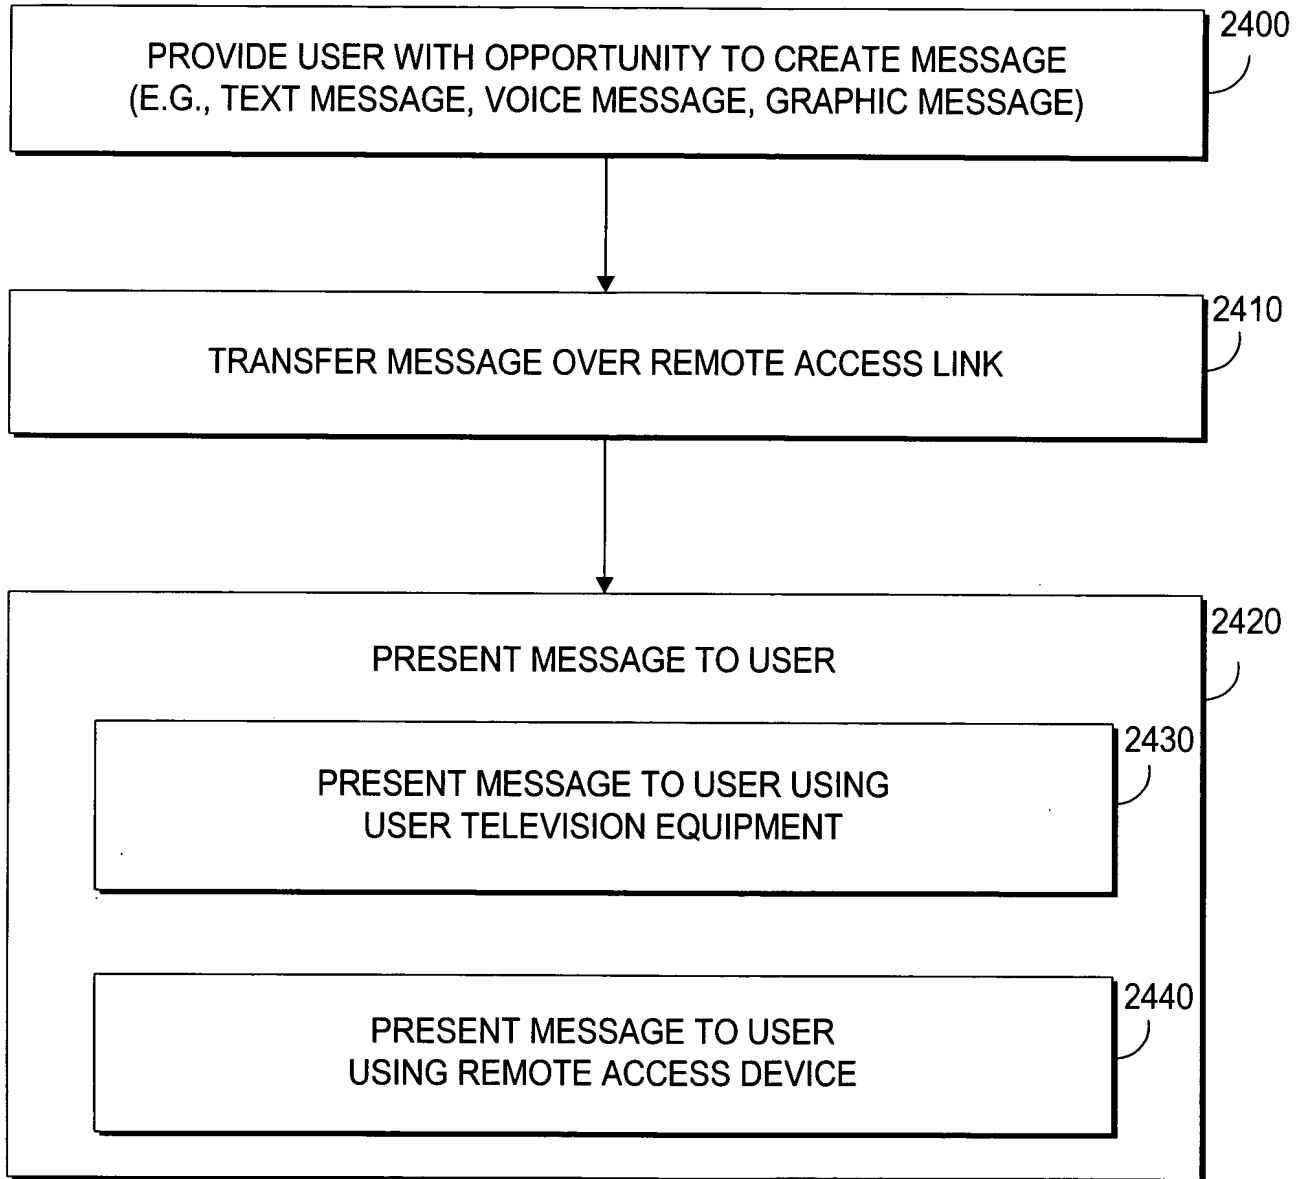 2400
PROVIDE USER WITH OPPORTUNITY TO CREATE MESSAGE
(E.G., TEXT MESSAGE, VOICE MESSAGE, GRAPHIC MESSAGE)
2410
TRANSFER MESSAGE OVER REMOTE ACCESS LINK
2420
PRESENT MESSAGE TO USER
2430
PRESENT MESSAGE TO USER USING
USER TELEVISION EQUIPMENT
2440
PRESENT MESSAGE TO USER
USING REMOTE ACCESS DEVICE